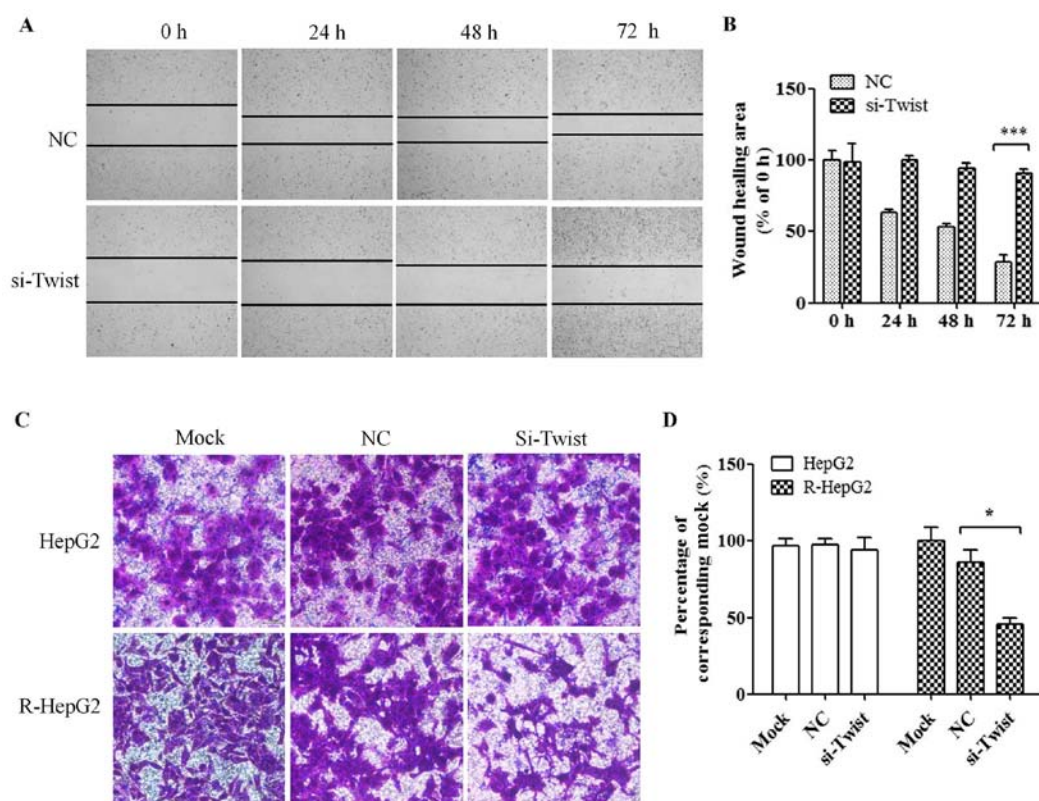 A
0 h
24 h
48 h
72 h
NC
si-Twist
B
Wound healing area
(% of 0 h)
150
100
50
0
NC
si-Twist
***
0 h
24 h
48 h
72 h
C
Mock
NC
Si-Twist
HepG2
R-HepG2
D
Percentage of
corresponding mock (%)
150
100
50
0
HepG2
R-HepG2
*
Mock
NC
si-Twist
Mock
NC
si-Twist